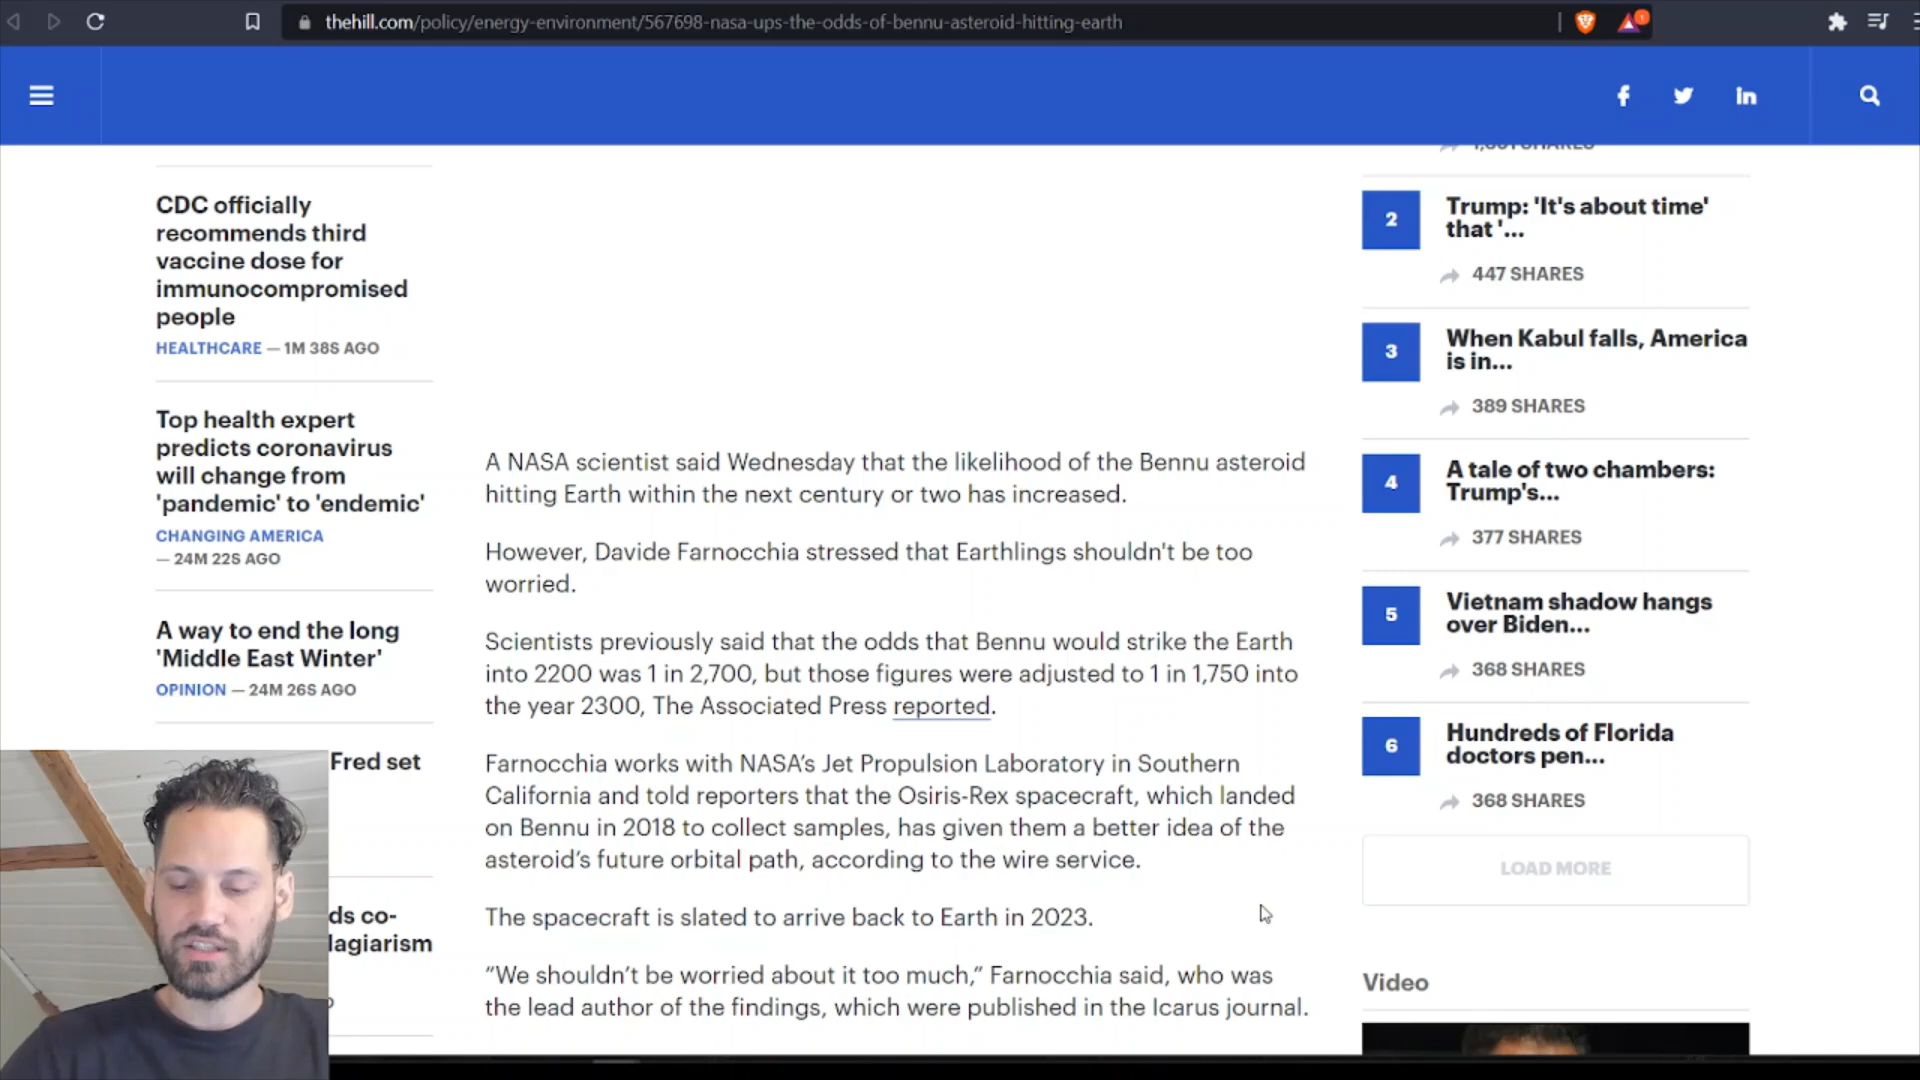 thehill.com/policy/energy-environment/567698-nasa-ups-the-odds-of-bennu-asteroid-hitting-earth
1
CDC officially
recommends third
vaccine dose for
immunocompromised
people
HEALTHCARE — 1M 38S AGO
Top health expert
predicts coronavirus
will change from
'pandemic' to 'endemic'
CHANGING AMERICA
— 24M 22S AGO
A way to end the long
'Middle East Winter'
OPINION — 24M 26S AGO
Fred set
ds co-
lagiarism
A NASA scientist said Wednesday that the likelihood of the Bennu asteroid
hitting Earth within the next century or two has increased.
However, Davide Farnocchia stressed that Earthlings shouldn't be too
worried.
Scientists previously said that the odds that Bennu would strike the Earth
into 2200 was 1 in 2,700, but those figures were adjusted to 1 in 1,750 into
the year 2300, The Associated Press reported.
Farnocchia works with NASA’s Jet Propulsion Laboratory in Southern
California and told reporters that the Osiris-Rex spacecraft, which landed
on Bennu in 2018 to collect samples, has given them a better idea of the
asteroid’s future orbital path, according to the wire service.
The spacecraft is slated to arrive back to Earth in 2023.
“We shouldn’t be worried about it too much,” Farnocchia said, who was
the lead author of the findings, which were published in the Icarus journal.
SHARES
2
Trump: 'It's about time'
that '...
447 SHARES
3
When Kabul falls, America
is in...
389 SHARES
4
A tale of two chambers:
Trump's...
377 SHARES
5
Vietnam shadow hangs
over Biden...
368 SHARES
6
Hundreds of Florida
doctors pen...
368 SHARES
LOAD MORE
Video